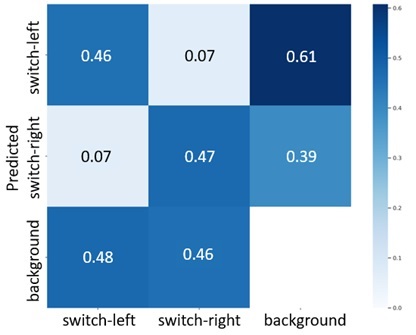 switch-left
0.46
0.07
0.61
Predicted
switch-right
0.07
0.47
0.39
background
0.48
0.46
switch-left
switch-right
background
0.6
0.5
0.4
0.3
0.2
0.1
0.0